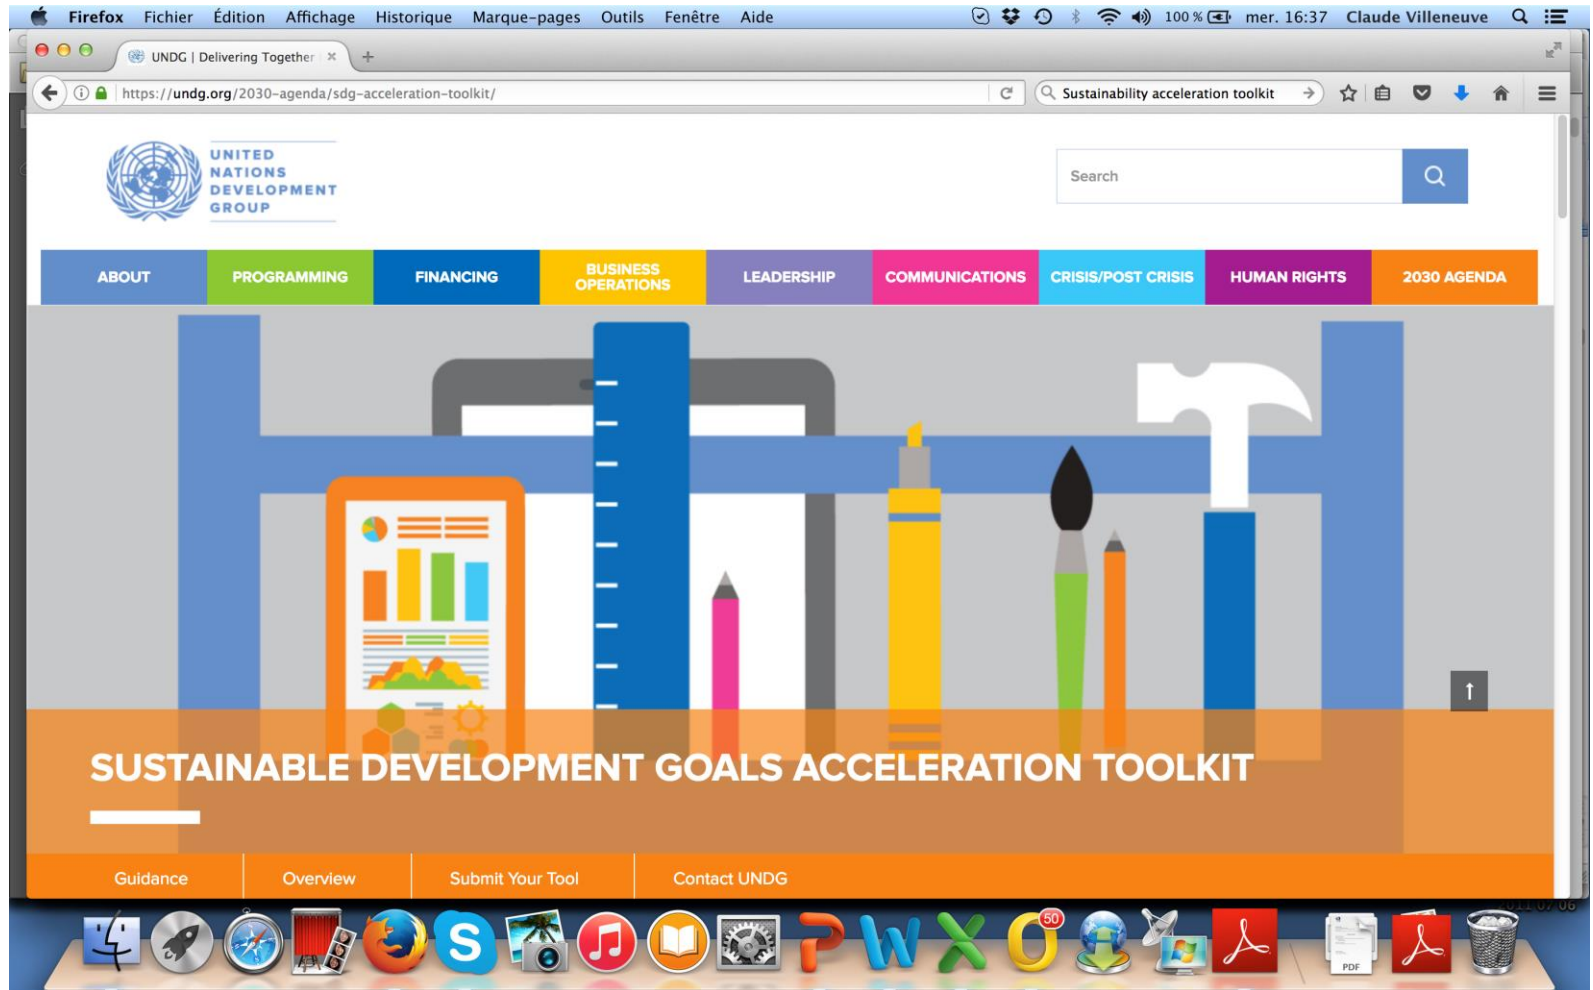 Firefox Fichier Édition Affichage Historique Marque-pages Outils Fenêtre Aide 100 % mer. 16:37 Claude Villeneuve
UNDG | Delivering Together
https://undg.org/2030-agenda/sdg-acceleration-toolkit/ Sustainability acceleration toolkit
UNITED
NATIONS
DEVELOPMENT
GROUP
Search
ABOUT PROGRAMMING FINANCING BUSINESS OPERATIONS LEADERSHIP COMMUNICATIONS CRISIS/POST CRISIS HUMAN RIGHTS 2030 AGENDA
SUSTAINABLE DEVELOPMENT GOALS ACCELERATION TOOLKIT
Guidance Overview Submit Your Tool Contact UNDG
50
PDF